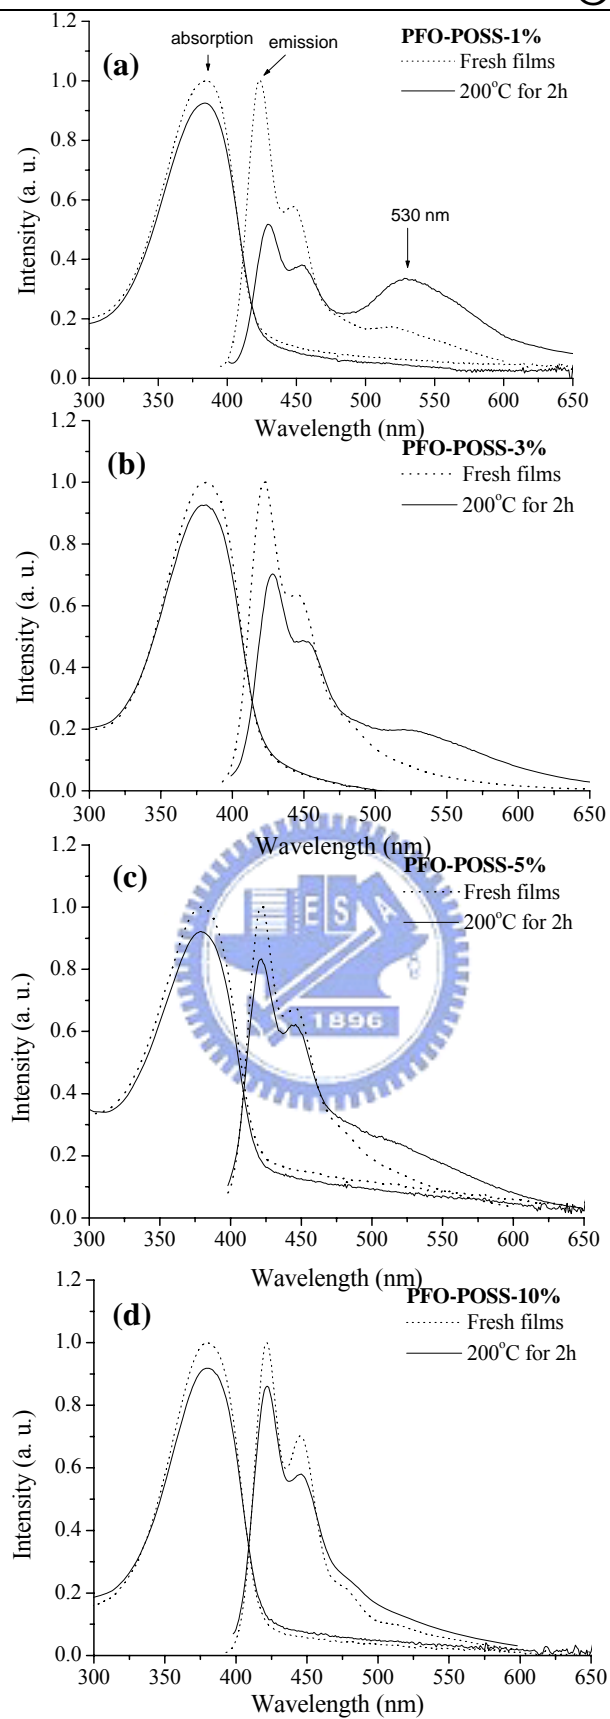 absorption
emission
(a)
PFO-POSS-1%
Fresh films
200°C for 2h
530 nm
Intensity (a. u.)
1.2
1.0
0.8
0.6
0.4
0.2
0.0
300 350 400 450 500 550 600 650
Wavelength (nm)
(b)
PFO-POSS-3%
Fresh films
200°C for 2h
Intensity (a. u.)
1.2
1.0
0.8
0.6
0.4
0.2
0.0
300 350 400 450 500 550 600 650
Wavelength (nm)
(c)
PFO-POSS-5%
Fresh films
200°C for 2h
Intensity (a. u.)
1.2
1.0
0.8
0.6
0.4
0.2
0.0
E S A
1896
300 350 400 450 500 550 600 650
Wavelength (nm)
(d)
PFO-POSS-10%
Fresh films
200°C for 2h
Intensity (a. u.)
1.2
1.0
0.8
0.6
0.4
0.2
0.0
300 350 400 450 500 550 600 650
Wavelength (nm)